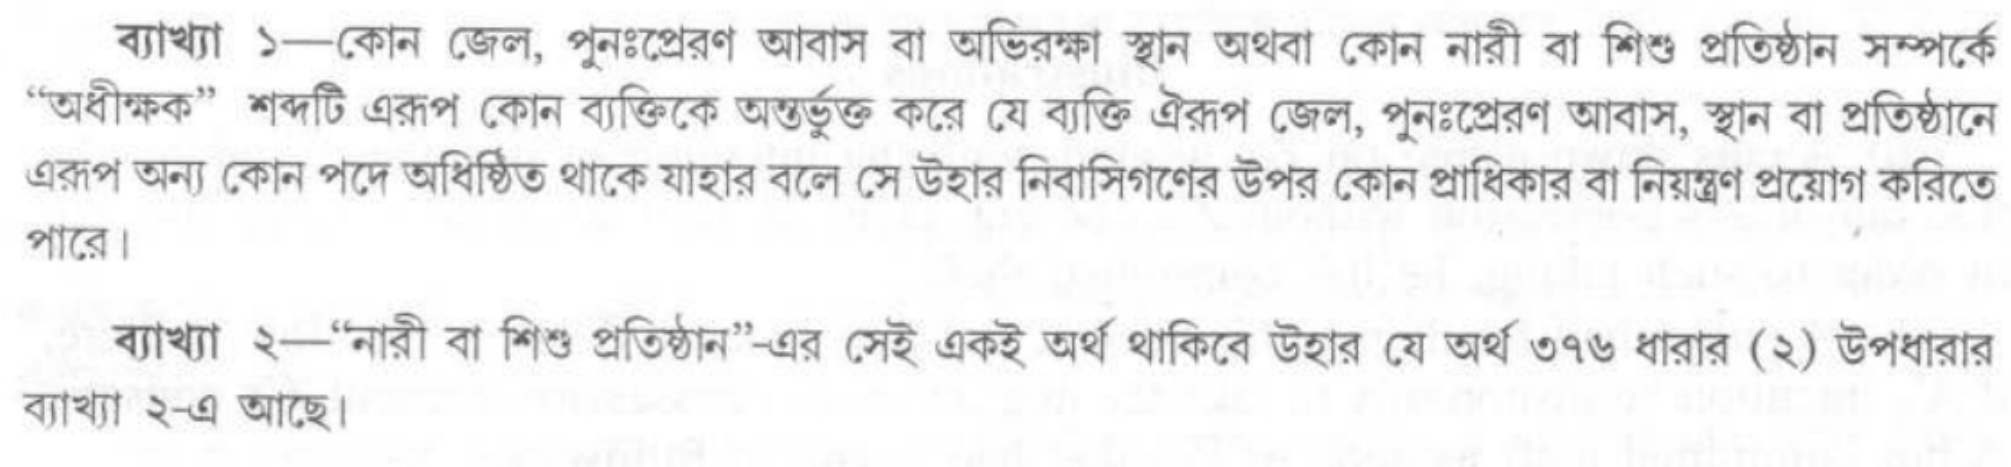 ব্যাখ্যা ১—কোন জেল, পুনঃপ্রেরণ আবাস বা অভিরক্ষা স্থান অথবা কোন নারী বা শিশু প্রতিষ্ঠান সম্পর্কে
“অধীক্ষক” শব্দটি এরূপ কোন ব্যক্তিকে অন্তর্ভুক্ত করে যে ব্যক্তি ঐরূপ জেল, পুনঃপ্রেরণ আবাস, স্থান বা প্রতিষ্ঠানে
এরূপ অন্য কোন পদে অধিষ্ঠিত থাকে যাহার বলে সে উহার নিবাসিগণের উপর কোন প্রাধিকার বা নিয়ন্ত্রণ প্রয়োগ করিতে
পারে।
ব্যাখ্যা ২—“নারী বা শিশু প্রতিষ্ঠান”-এর সেই একই অর্থ থাকিবে উহার যে অর্থ ৩৭৬ ধারার (২) উপধারার
ব্যাখ্যা ২-এ আছে।